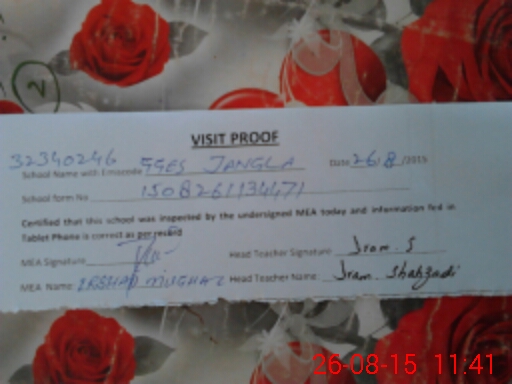 VISIT PROOF
32340246
School Name with Emiscode GGES JANGLA Date 26/8/2015
School form No 1508261134471
Certified that this school was inspected by the undersigned MEA today and information fed in
Tablet Phone is correct as per record
MEA Signature Head Teacher Signature Iram. S
MEA Name IRSHAD MUGHAL Head Teacher Name Iram Shahzadi
26-08-15 11:41